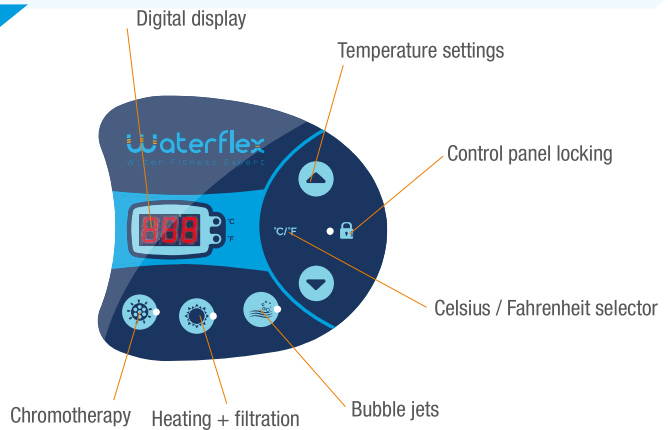 Digital display
Temperature settings
Waterflex
Water Fitness Expert
Control panel locking
888
°C
°F
°C/°F
Celsius / Fahrenheit selector
Chromotherapy
Heating + filtration
Bubble jets